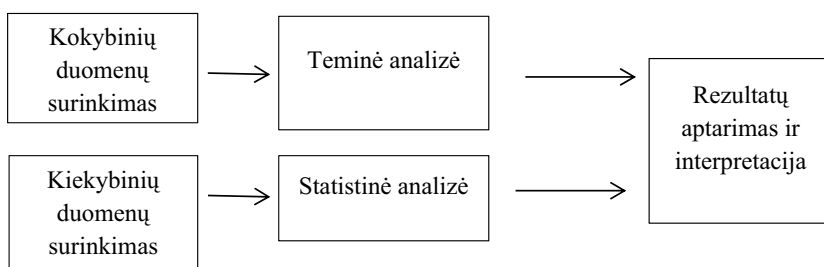 Kokybinių
duomenų
surinkimas
Teminė analizė
Rezultatų
aptarimas ir
interpretacija
Kiekybinių
duomenų
surinkimas
Statistinė analizė